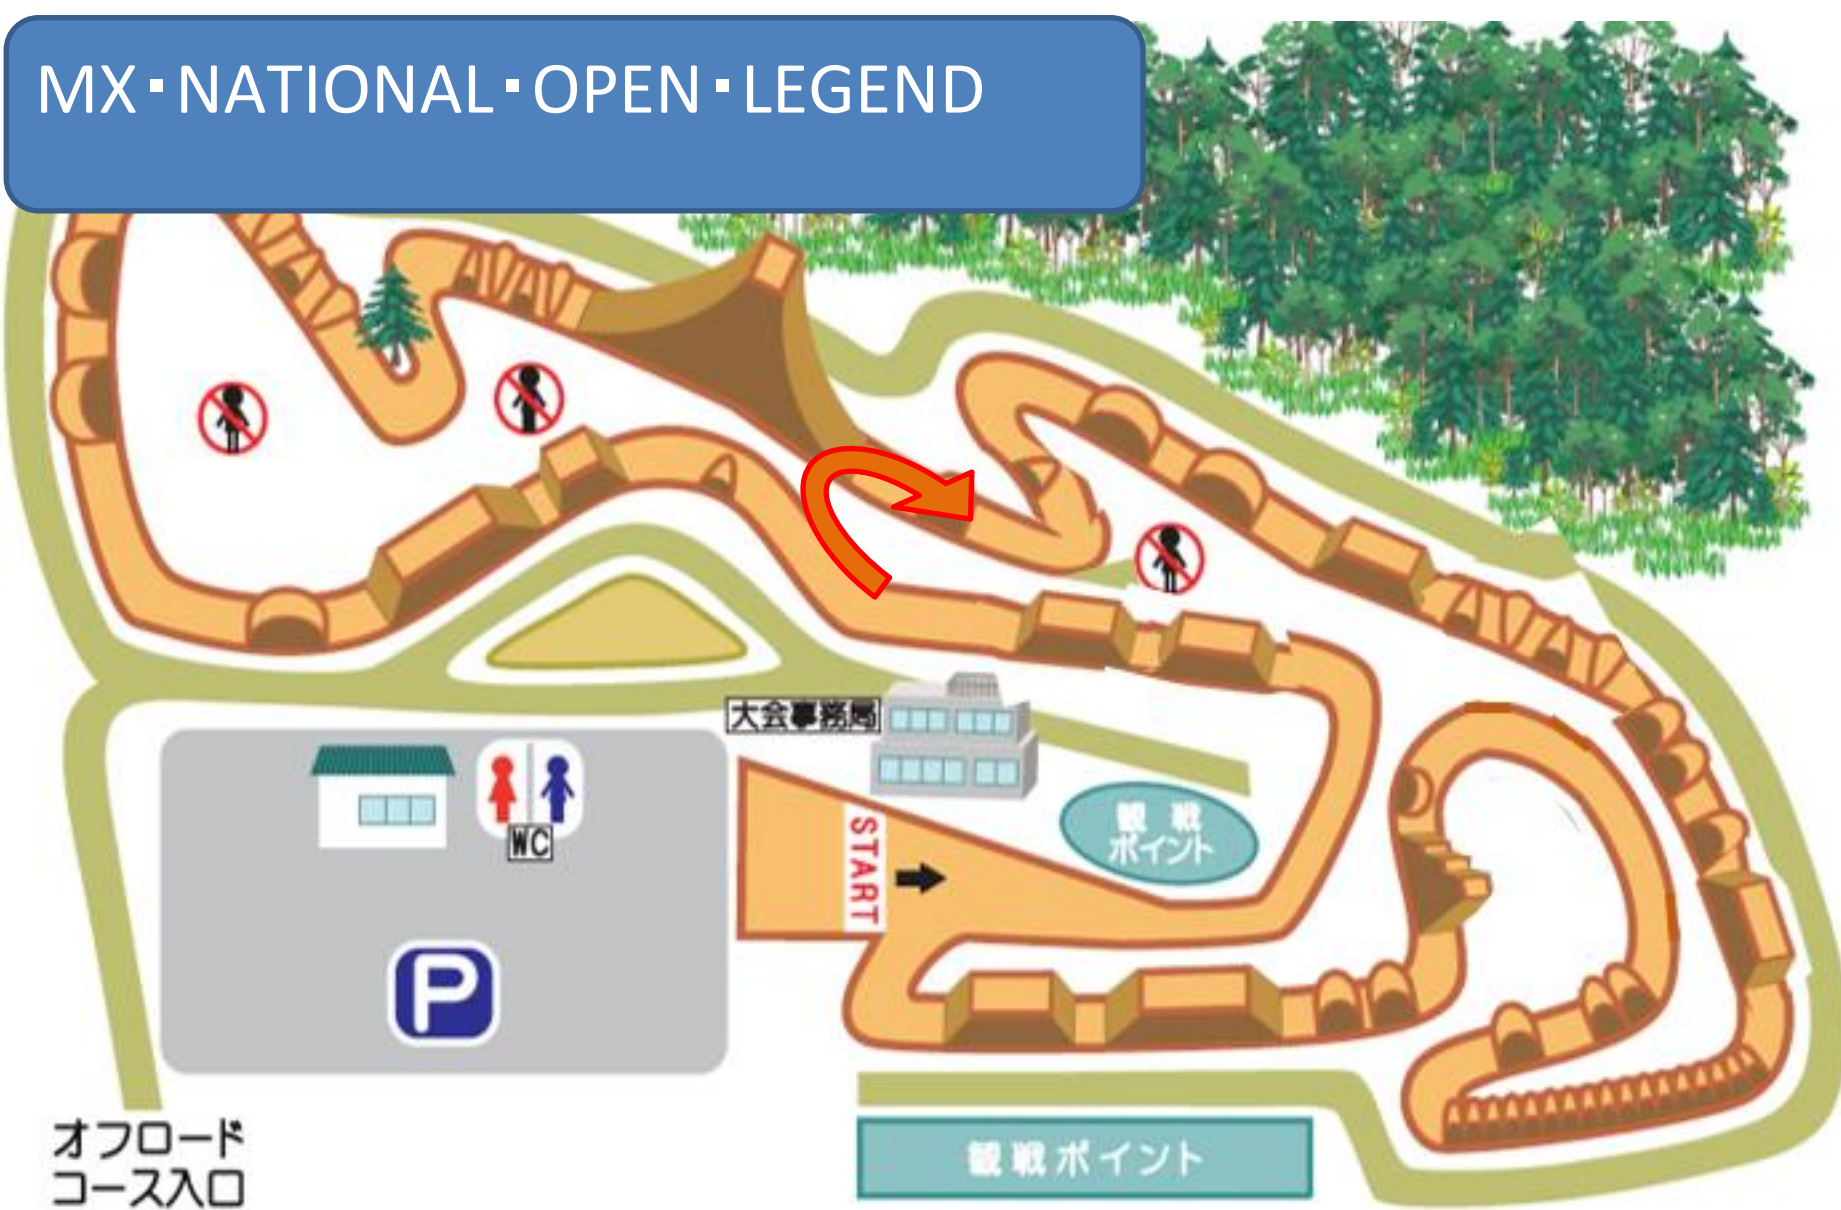 MX・NATIONAL・OPEN・LEGEND
大会事務局
WC
START
観戦
ポイント
P
オフロード
コース入口
観戦ポイント